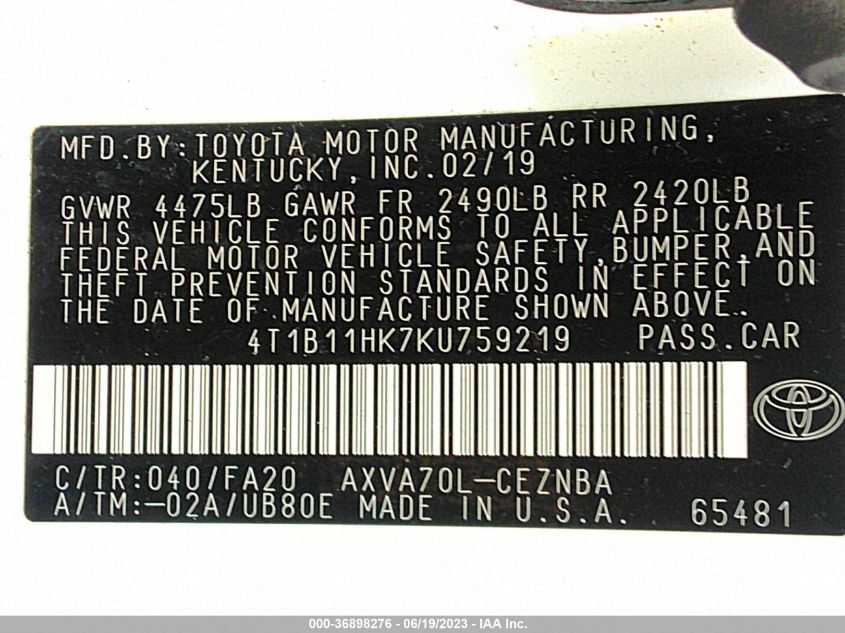 MFD.BY:TOYOTA MOTOR MANUFACTURING,
KENTUCKY,INC.02/19
GVWR 4475LB GAWR FR 2490LB RR 2420LB
THIS VEHICLE CONFORMS TO ALL APPLICABLE
FEDERAL MOTOR VEHICLE SAFETY,BUMPER,AND
THEFT PREVENTION STANDARDS IN EFFECT ON
THE DATE OF MANUFACTURE SHOWN ABOVE.
4T1B11HK7KU759219 PASS.CAR
C/TR:040/FA20 AXVA70L-CEZNBA
A/TM:-02A/UB80E MADE IN U.S.A. 65481
000-36898276 - 06/19/2023 - IAA Inc.